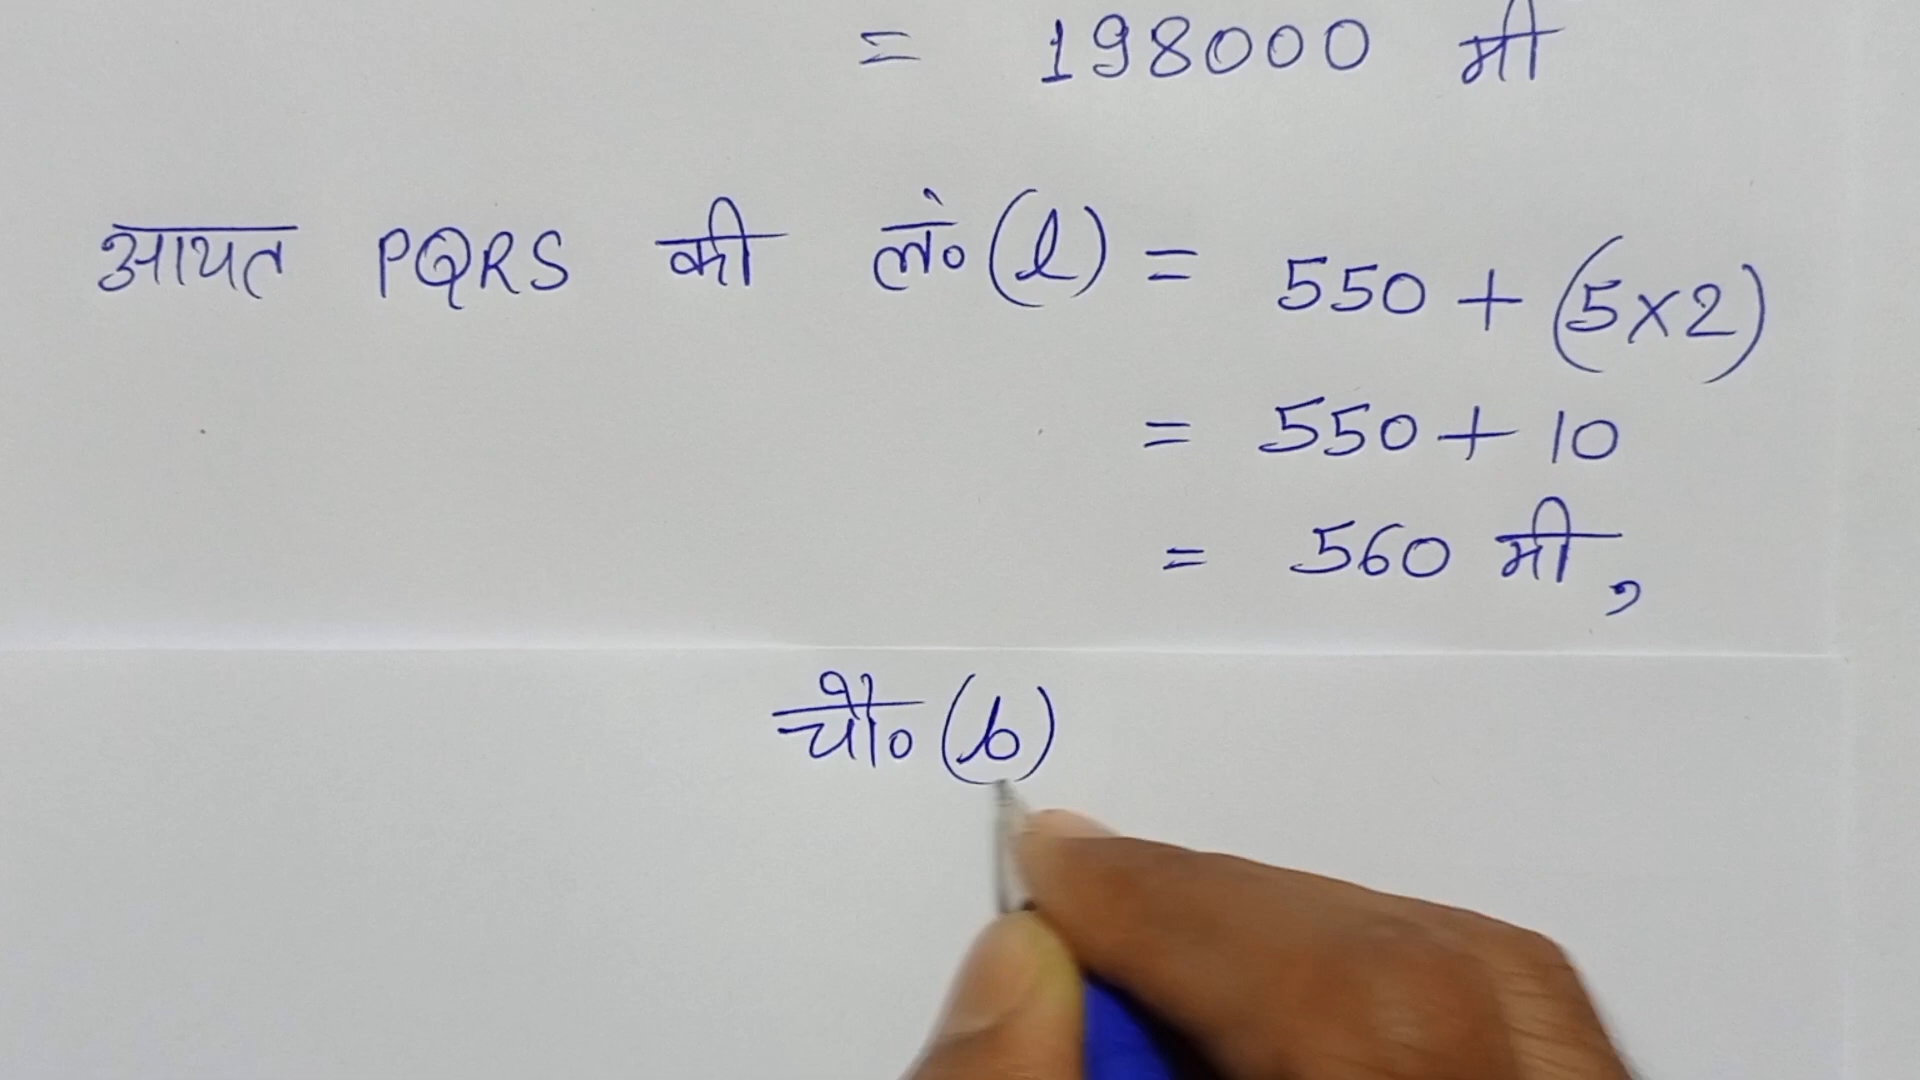 = 198000 मी
आयत PQRS की लं० (l) = 550 + (5×2)
= 550 + 10
= 560 मी,
चौ० (b)